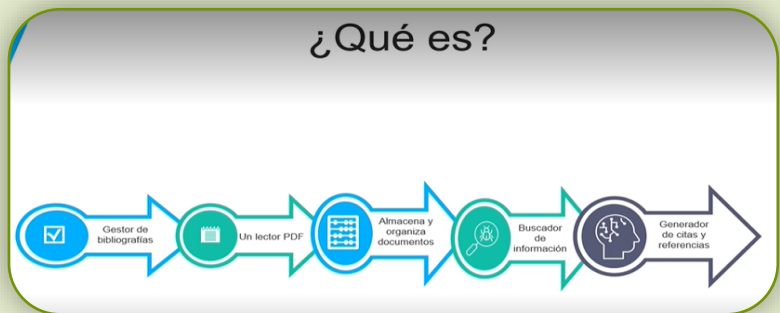 ¿Qué es?
Gestor de
bibliografías
Un lector PDF
Almacena y
organiza
documentos
Buscador
de
información
Generador
de citas y
referencias